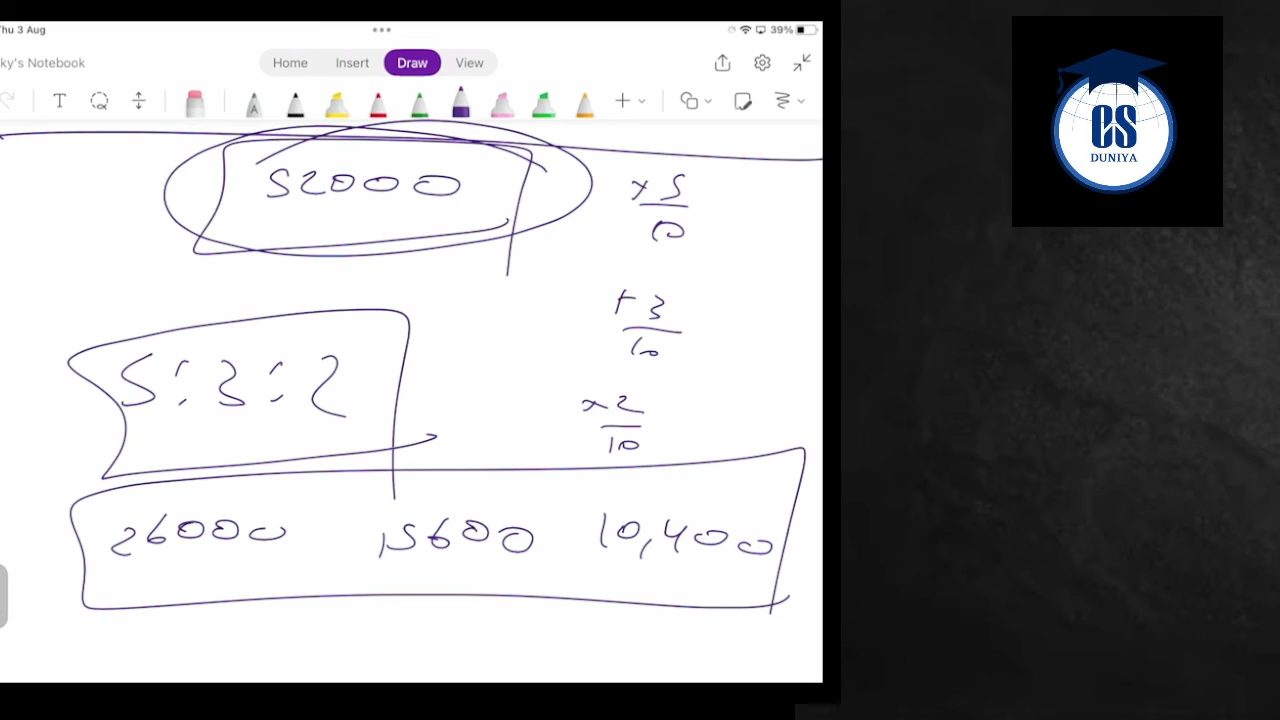 Thu 3 Aug
39%
ky's Notebook
Home Insert Draw View
52000
x 5
10
+ 3
10
5 : 3 : 2
x 2
10
26000 15600 10,400
CS
DUNIYA